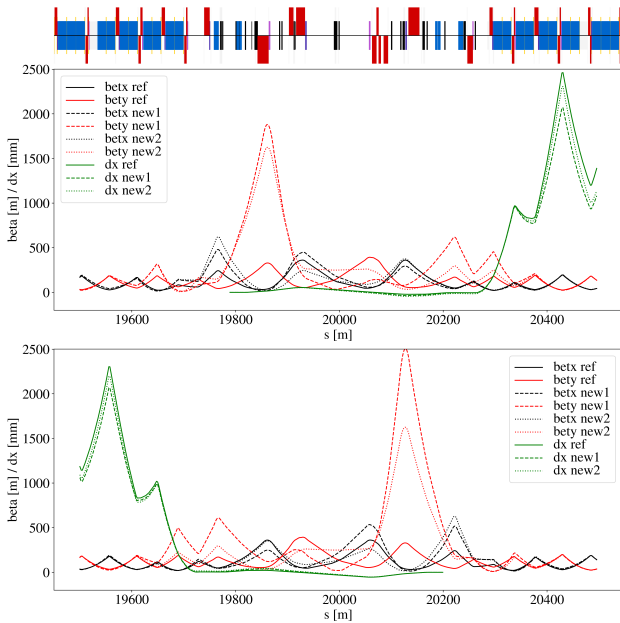 2500
2000
1500
1000
500
0
beta [m] / dx [mm]
betx ref
bety ref
betx new1
bety new1
betx new2
bety new2
dx ref
dx new1
dx new2
19600
19800
20000
20200
20400
s [m]
2500
2000
1500
1000
500
0
beta [m] / dx [mm]
betx ref
bety ref
betx new1
bety new1
betx new2
bety new2
dx ref
dx new1
dx new2
19600
19800
20000
20200
20400
s [m]